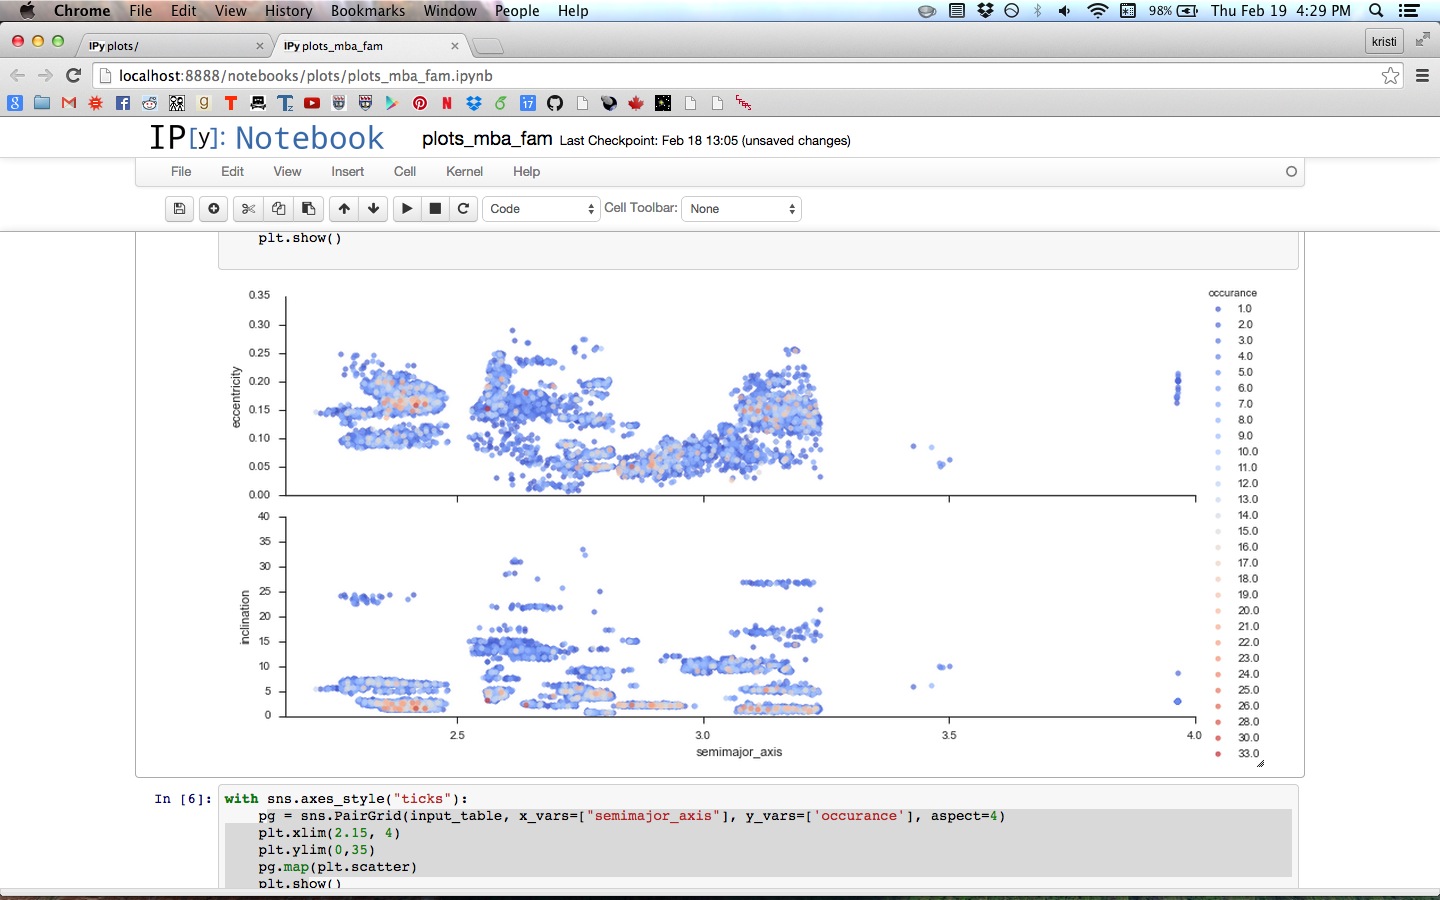 Chrome File Edit View History Bookmarks Window People Help 98% Thu Feb 19 4:29 PM
IPy plots/ IPy plots_mba_fam kristi
localhost:8888/notebooks/plots/plots_mba_fam.ipynb
IP[y]: Notebook plots_mba_fam Last Checkpoint: Feb 18 13:05 (unsaved changes)
File Edit View Insert Cell Kernel Help
Code Cell Toolbar: None
plt.show()
occurance
1.0
2.0
3.0
4.0
5.0
6.0
7.0
8.0
9.0
10.0
11.0
12.0
13.0
14.0
15.0
16.0
17.0
18.0
19.0
20.0
21.0
22.0
23.0
24.0
25.0
26.0
28.0
30.0
33.0
eccentricity
0.35
0.30
0.25
0.20
0.15
0.10
0.05
0.00
inclination
40
35
30
25
20
15
10
5
0
2.5 3.0 3.5 4.0
semimajor_axis
In [6]: with sns.axes_style("ticks"):
pg = sns.PairGrid(input_table, x_vars=["semimajor_axis"], y_vars=['occurance'], aspect=4)
plt.xlim(2.15, 4)
plt.ylim(0,35)
pg.map(plt.scatter)
plt.show()